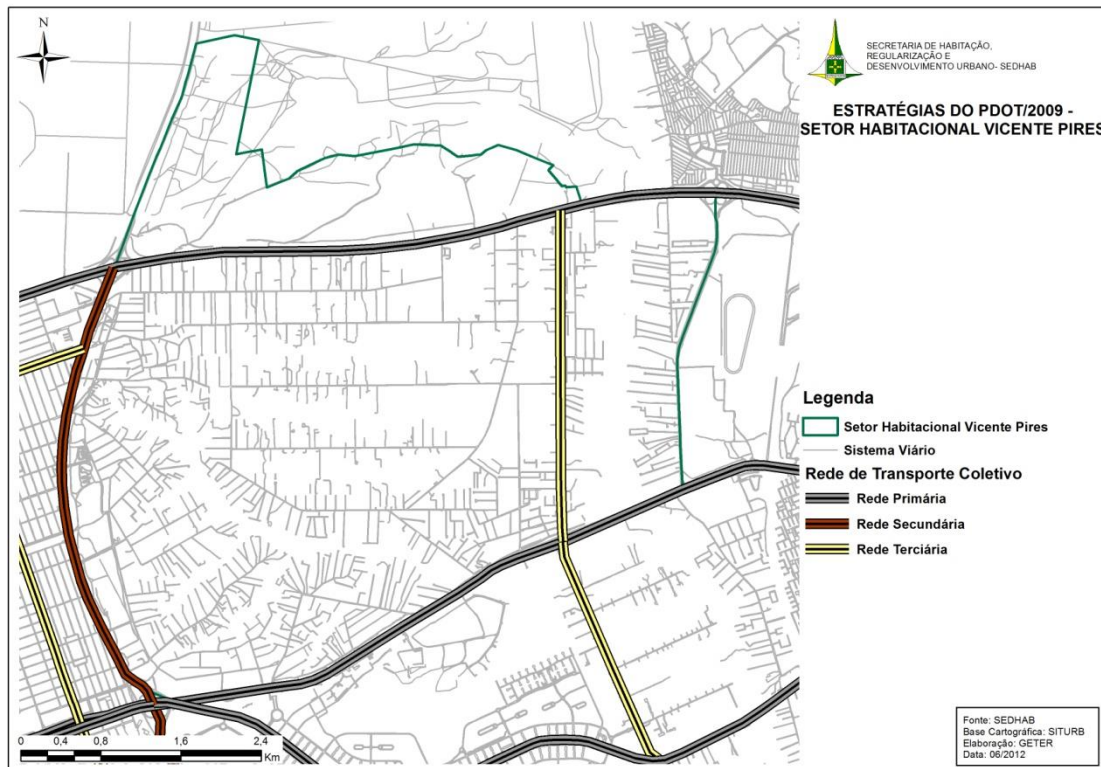 N
SECRETARIA DE HABITAÇÃO,
REGULARIZAÇÃO E
DESENVOLVIMENTO URBANO- SEDHAB
ESTRATÉGIAS DO PDOT/2009 -
SETOR HABITACIONAL VICENTE PIRES
Legenda
Setor Habitacional Vicente Pires
Sistema Viário
Rede de Transporte Coletivo
Rede Primária
Rede Secundária
Rede Terciária
0 0,4 0,8 1,6 2,4
Km
Fonte: SEDHAB
Base Cartográfica: SITURB
Elaboração: GETER
Data: 06/2012